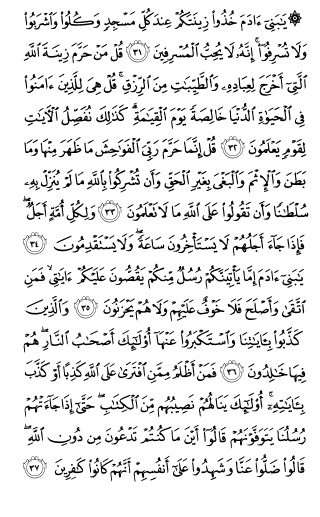 ۞ يَٰبَنِىٓ ءَادَمَ خُذُوا۟ زِينَتَكُمْ عِندَ كُلِّ مَسْجِدٍ وَكُلُوا۟ وَٱشْرَبُوا۟
وَلَا تُسْرِفُوٓا۟ ۚ إِنَّهُۥ لَا يُحِبُّ ٱلْمُسْرِفِينَ ﴿٣١﴾ قُلْ مَنْ حَرَّمَ زِينَةَ ٱللَّهِ
ٱلَّتِىٓ أَخْرَجَ لِعِبَادِهِۦ وَٱلطَّيِّبَٰتِ مِنَ ٱلرِّزْقِ ۚ قُلْ هِىَ لِلَّذِينَ ءَامَنُوا۟
فِى ٱلْحَيَوٰةِ ٱلدُّنْيَا خَالِصَةً يَوْمَ ٱلْقِيَٰمَةِ ۗ كَذَٰلِكَ نُفَصِّلُ ٱلْءَايَٰتِ
لِقَوْمٍ يَعْلَمُونَ ﴿٣٢﴾ قُلْ إِنَّمَا حَرَّمَ رَبِّىَ ٱلْفَوَٰحِشَ مَا ظَهَرَ مِنْهَا وَمَا
بَطَنَ وَٱلْإِثْمَ وَٱلْبَغْىَ بِغَيْرِ ٱلْحَقِّ وَأَن تُشْرِكُوا۟ بِٱللَّهِ مَا لَمْ يُنَزِّلْ بِهِۦ
سُلْطَٰنًا وَأَن تَقُولُوا۟ عَلَى ٱللَّهِ مَا لَا تَعْلَمُونَ ﴿٣٣﴾ وَلِكُلِّ أُمَّةٍ أَجَلٌ ۖ
فَإِذَا جَآءَ أَجَلُهُمْ لَا يَسْتَأْخِرُونَ سَاعَةً ۖ وَلَا يَسْتَقْدِمُونَ ﴿٣٤﴾
يَٰبَنِىٓ ءَادَمَ إِمَّا يَأْتِيَنَّكُمْ رُسُلٌ مِّنكُمْ يَقُصُّونَ عَلَيْكُمْ ءَايَٰتِى ۙ فَمَنِ
ٱتَّقَىٰ وَأَصْلَحَ فَلَا خَوْفٌ عَلَيْهِمْ وَلَا هُمْ يَحْزَنُونَ ﴿٣٥﴾ وَٱلَّذِينَ
كَذَّبُوا۟ بِـَٔايَٰتِنَا وَٱسْتَكْبَرُوا۟ عَنْهَآ أُو۟لَٰٓئِكَ أَصْحَٰبُ ٱلنَّارِ ۖ هُمْ
فِيهَا خَٰلِدُونَ ﴿٣٦﴾ فَمَنْ أَظْلَمُ مِمَّنِ ٱفْتَرَىٰ عَلَى ٱللَّهِ كَذِبًا أَوْ كَذَّبَ
بِـَٔايَٰتِهِۦٓ ۚ أُو۟لَٰٓئِكَ يَنَالُهُمْ نَصِيبُهُم مِّنَ ٱلْكِتَٰبِ ۖ حَتَّىٰٓ إِذَا جَآءَتْهُمْ
رُسُلُنَا يَتَوَفَّوْنَهُمْ قَالُوٓا۟ أَيْنَ مَا كُنتُمْ تَدْعُونَ مِن دُونِ ٱللَّهِ ۖ
قَالُوا۟ ضَلُّوا۟ عَنَّا وَشَهِدُوا۟ عَلَىٰٓ أَنفُسِهِمْ أَنَّهُمْ كَانُوا۟ كَٰفِرِينَ ﴿٣٧﴾